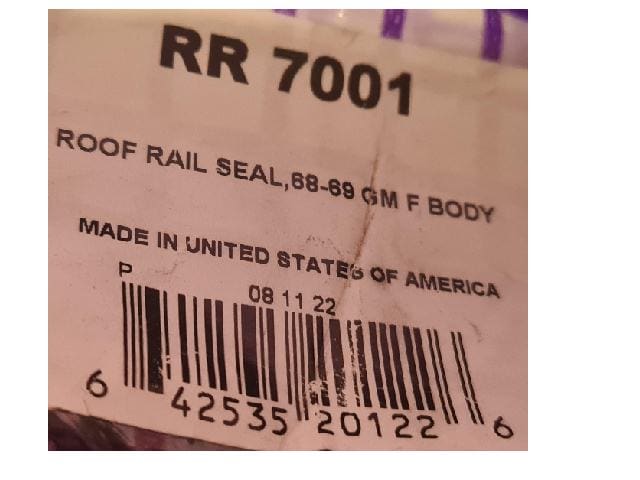 RR 7001
ROOF RAIL SEAL,68-69 GM F BODY
MADE IN UNITED STATES OF AMERICA
P
08 11 22
6 42535 20122 6